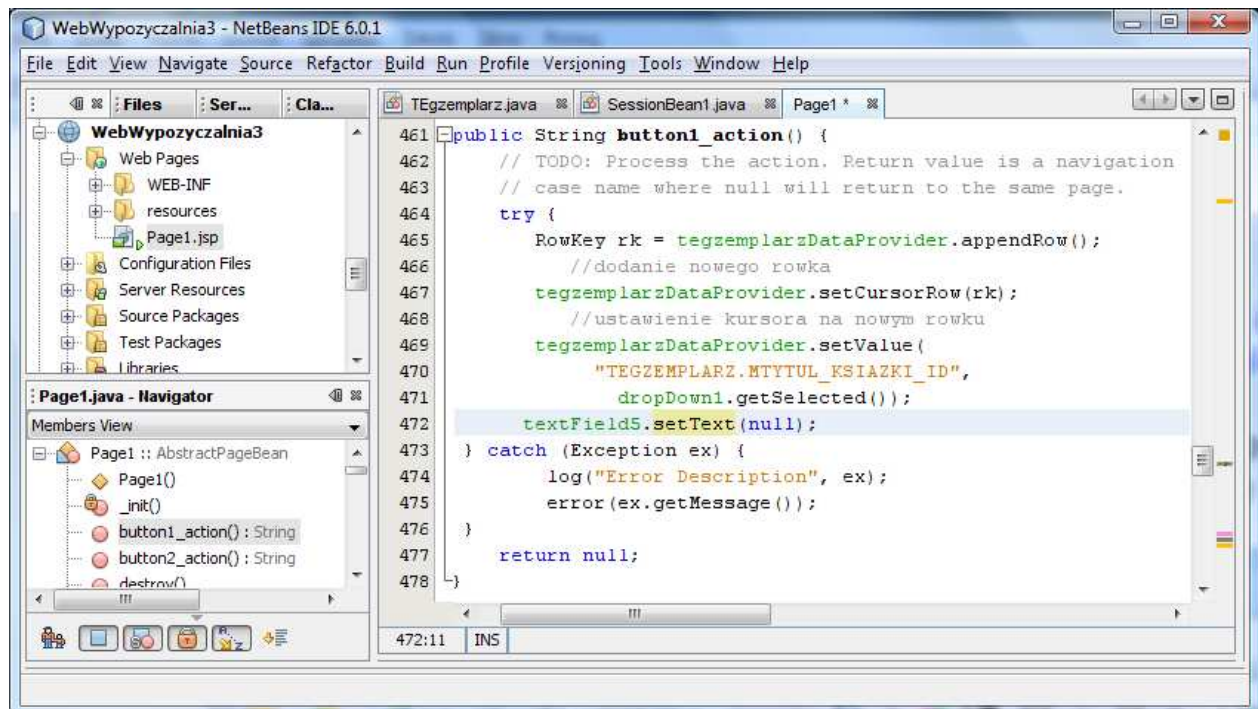 WebWypozyczalnia3 - NetBeans IDE 6.0.1
File Edit View Navigate Source Refactor Build Run Profile Versioning Tools Window Help
Files Ser... Cla...
WebWypozyczalnia3
Web Pages
WEB-INF
resources
Page1.jsp
Configuration Files
Server Resources
Source Packages
Test Packages
Libraries
Page1.java - Navigator
Members View
Page1 :: AbstractPageBean
Page1()
_init()
button1_action() : String
button2_action() : String
destroy()
TEgzemplarz.java SessionBean1.java Page1 *
461 public String button1_action() {
462 // TODO: Process the action. Return value is a navigation
463 // case name where null will return to the same page.
464 try {
465 RowKey rk = tegzemplarzDataProvider.appendRow();
466 //dodanie nowego rowka
467 tegzemplarzDataProvider.setCursorRow(rk);
468 //ustawienie kursora na nowym rowku
469 tegzemplarzDataProvider.setValue(
470 "TEGZEMPLARZ.MTYTUL_KSIAZKI_ID",
471 dropDown1.getSelected());
472 textField5.setText(null);
473 } catch (Exception ex) {
474 log("Error Description", ex);
475 error(ex.getMessage());
476 }
477 return null;
478 }
472:11 INS